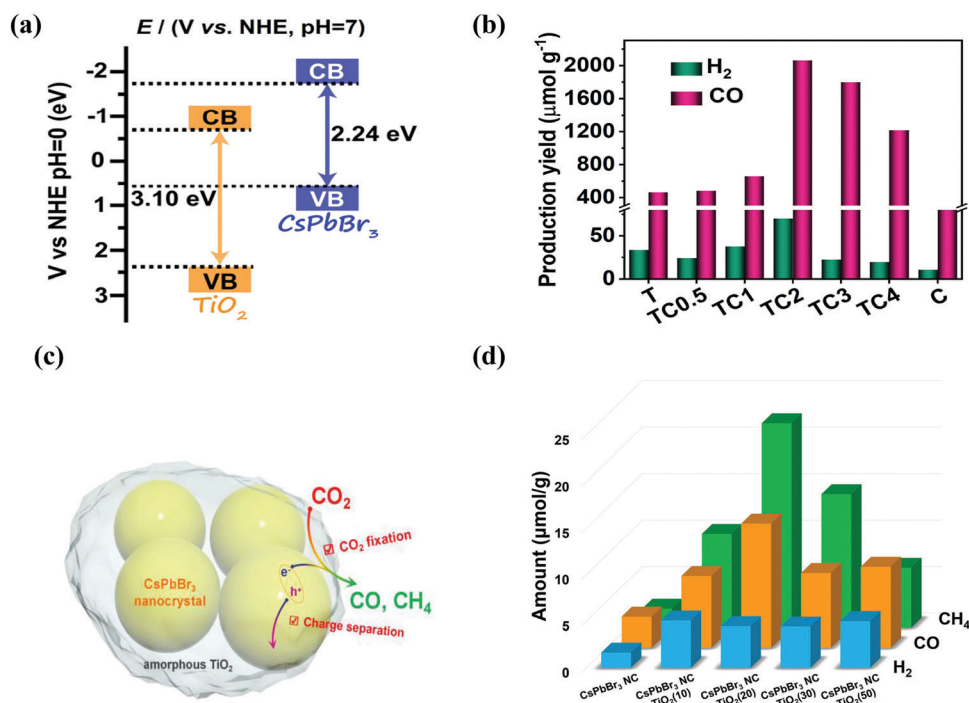 (a)
E / (V vs. NHE, pH=7)
V vs NHE pH=0 (eV)
-2
-1
0
1
2
3
CB
CB
2.24 eV
3.10 eV
VB
CsPbBr3
VB
TiO2
(b)
Production yield (μmol g-1)
2000
1600
1200
800
400
50
0
H2
CO
T
TC0.5
TC1
TC2
TC3
TC4
C
(c)
CO2
☑ CO2 fixation
CsPbBr3
nanocrystal
e-
h+
CO, CH4
☑ Charge separation
amorphous TiO2
(d)
Amount (μmol/g)
25
20
15
10
5
0
CH4
CO
H2
CsPbBr3 NC
CsPbBr3 NC
TiO2(10)
CsPbBr3 NC
TiO2(20)
CsPbBr3 NC
TiO2(30)
CsPbBr3 NC
TiO2(50)